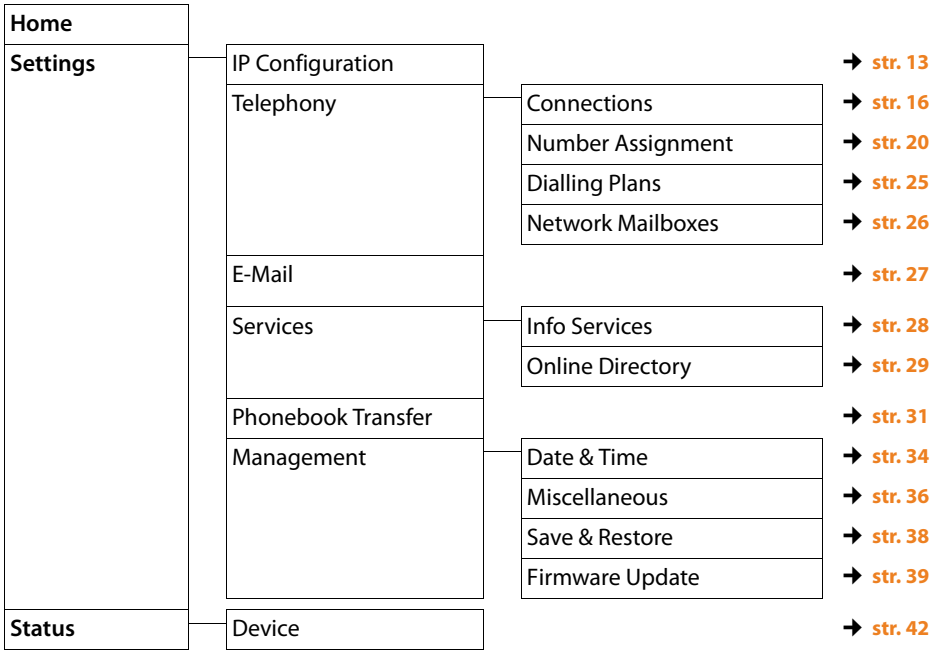 Home
Settings
IP Configuration ➔ str. 13
Telephony
Connections ➔ str. 16
Number Assignment ➔ str. 20
Dialling Plans ➔ str. 25
Network Mailboxes ➔ str. 26
E-Mail ➔ str. 27
Services
Info Services ➔ str. 28
Online Directory ➔ str. 29
Phonebook Transfer ➔ str. 31
Management
Date & Time ➔ str. 34
Miscellaneous ➔ str. 36
Save & Restore ➔ str. 38
Firmware Update ➔ str. 39
Status
Device ➔ str. 42